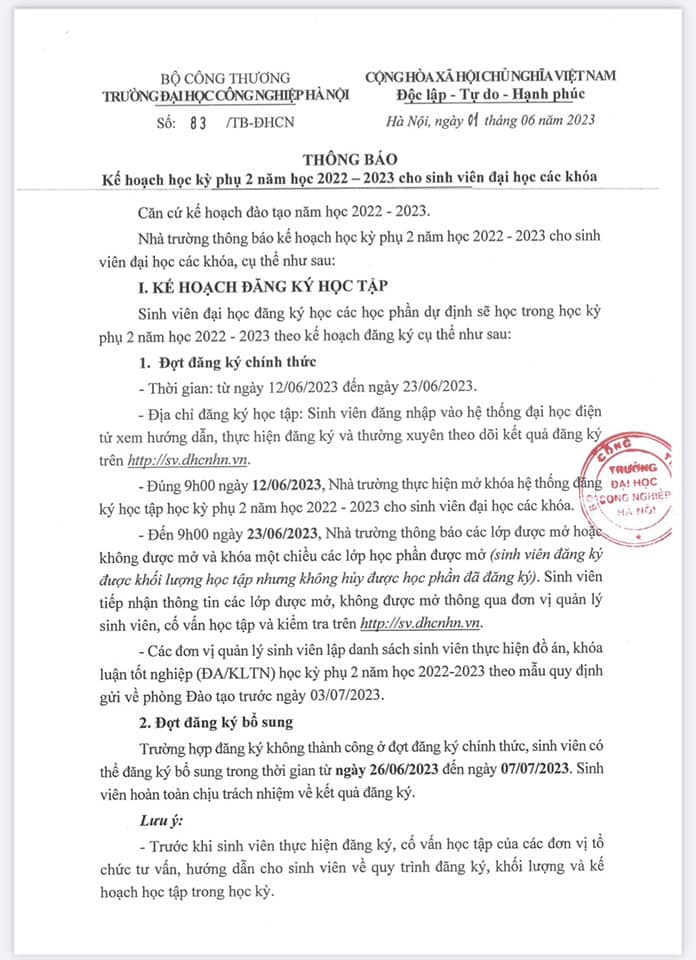 BỘ CÔNG THƯƠNG
TRƯỜNG ĐẠI HỌC CÔNG NGHIỆP HÀ NỘI
Số: 83 /TB-ĐHCN
CỘNG HÒA XÃ HỘI CHỦ NGHĨA VIỆT NAM
Độc lập - Tự do - Hạnh phúc
Hà Nội, ngày 01 tháng 06 năm 2023
THÔNG BÁO
Kế hoạch học kỳ phụ 2 năm học 2022 – 2023 cho sinh viên đại học các khóa
Căn cứ kế hoạch đào tạo năm học 2022 - 2023.
Nhà trường thông báo kế hoạch học kỳ phụ 2 năm học 2022 - 2023 cho sinh
viên đại học các khóa, cụ thể như sau:
I. KẾ HOẠCH ĐĂNG KÝ HỌC TẬP
Sinh viên đại học đăng ký học các học phần dự định sẽ học trong học kỳ
phụ 2 năm học 2022 - 2023 theo kế hoạch đăng ký cụ thể như sau:
1. Đợt đăng ký chính thức
- Thời gian: từ ngày 12/06/2023 đến ngày 23/06/2023.
- Địa chỉ đăng ký học tập: Sinh viên đăng nhập vào hệ thống đại học điện
tử xem hướng dẫn, thực hiện đăng ký và thường xuyên theo dõi kết quả đăng ký
trên http://sv.dhcnhn.vn.
- Đúng 9h00 ngày 12/06/2023, Nhà trường thực hiện mở khóa hệ thống đăng
ký học tập học kỳ phụ 2 năm học 2022 - 2023 cho sinh viên đại học các khóa.
- Đến 9h00 ngày 23/06/2023, Nhà trường thông báo các lớp được mở hoặc
không được mở và khóa một chiều các lớp học phần được mở (sinh viên đăng ký
được khối lượng học tập nhưng không hủy được học phần đã đăng ký). Sinh viên
tiếp nhận thông tin các lớp được mở, không được mở thông qua đơn vị quản lý
sinh viên, cố vấn học tập và kiểm tra trên http://sv.dhcnhn.vn.
- Các đơn vị quản lý sinh viên lập danh sách sinh viên thực hiện đồ án, khóa
luận tốt nghiệp (ĐA/KLTN) học kỳ phụ 2 năm học 2022-2023 theo mẫu quy định
gửi về phòng Đào tạo trước ngày 03/07/2023.
2. Đợt đăng ký bổ sung
Trường hợp đăng ký không thành công ở đợt đăng ký chính thức, sinh viên có
thể đăng ký bổ sung trong thời gian từ ngày 26/06/2023 đến ngày 07/07/2023. Sinh
viên hoàn toàn chịu trách nhiệm về kết quả đăng ký.
Lưu ý:
- Trước khi sinh viên thực hiện đăng ký, cố vấn học tập của các đơn vị tổ
chức tư vấn, hướng dẫn cho sinh viên về quy trình đăng ký, khối lượng và kế
hoạch học tập trong học kỳ.
CÔNG
TRƯỜNG
ĐẠI HỌC
CÔNG NGHIỆP
HÀ NỘI